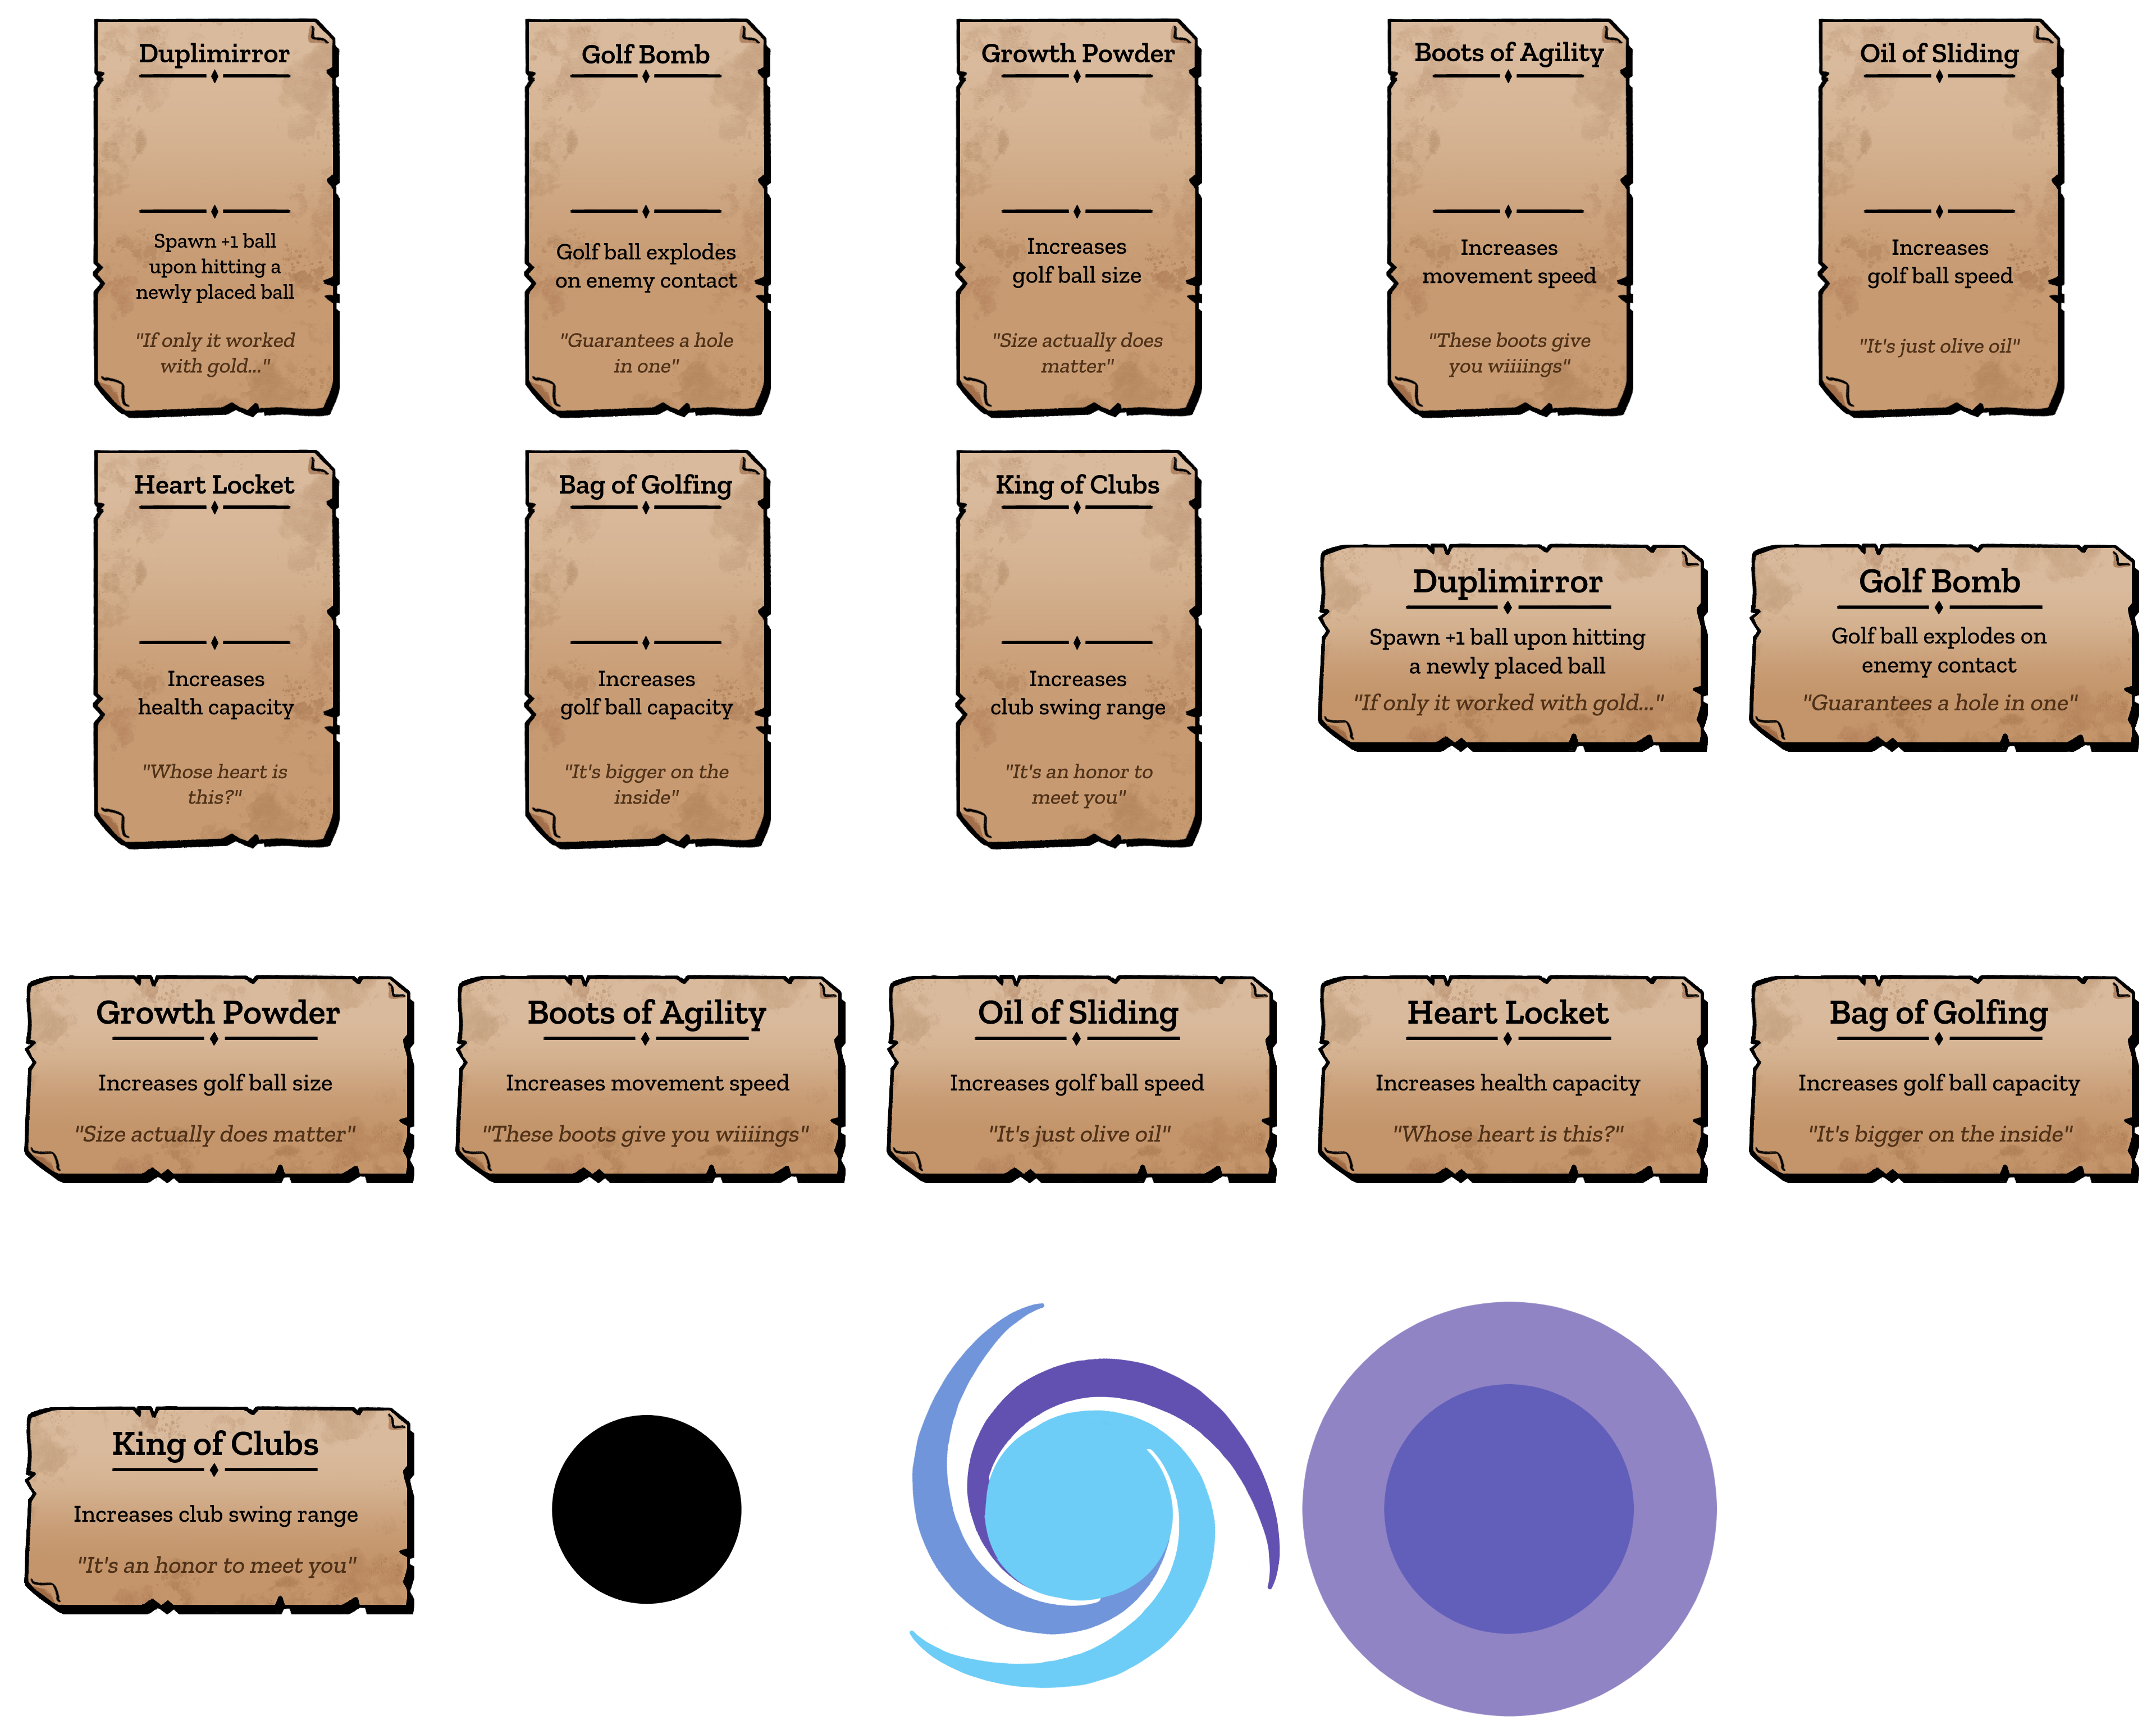 Duplimirror
Spawn +1 ball
upon hitting a
newly placed ball
"If only it worked
with gold..."
Golf Bomb
Golf ball explodes
on enemy contact
"Guarantees a hole
in one"
Growth Powder
Increases
golf ball size
"Size actually does
matter"
Boots of Agility
Increases
movement speed
"These boots give
you wiiiings"
Oil of Sliding
Increases
golf ball speed
"It's just olive oil"
Heart Locket
Increases
health capacity
"Whose heart is
this?"
Bag of Golfing
Increases
golf ball capacity
"It's bigger on the
inside"
King of Clubs
Increases
club swing range
"It's an honor to
meet you"
Duplimirror
Spawn +1 ball upon hitting
a newly placed ball
"If only it worked with gold..."
Golf Bomb
Golf ball explodes on
enemy contact
"Guarantees a hole in one"
Growth Powder
Increases golf ball size
"Size actually does matter"
Boots of Agility
Increases movement speed
"These boots give you wiiiings"
Oil of Sliding
Increases golf ball speed
"It's just olive oil"
Heart Locket
Increases health capacity
"Whose heart is this?"
Bag of Golfing
Increases golf ball capacity
"It's bigger on the inside"
King of Clubs
Increases club swing range
"It's an honor to meet you"